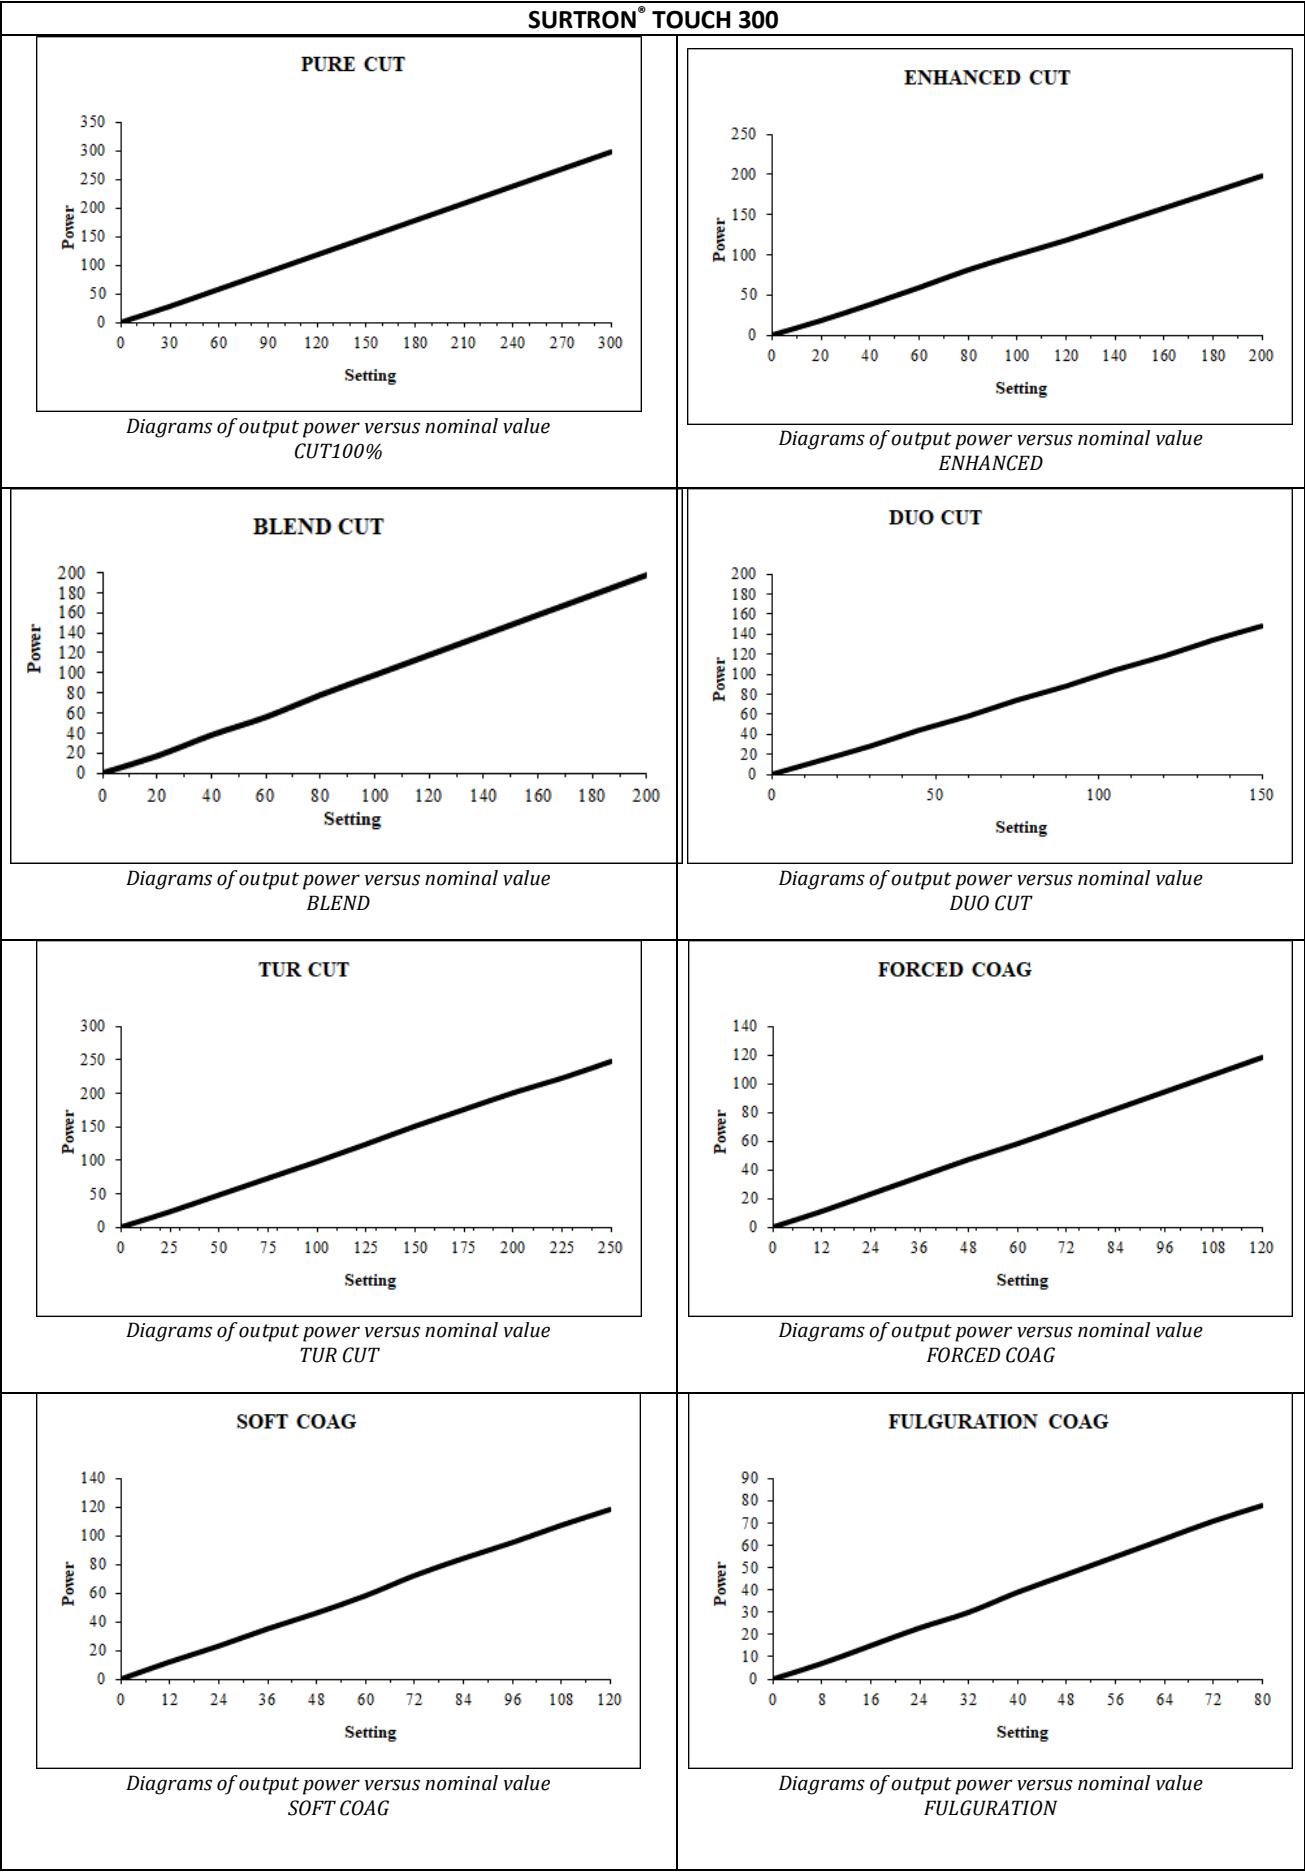 SURTRON® TOUCH 300
PURE CUT
350
300
250
200
150
100
50
0
Power
0 30 60 90 120 150 180 210 240 270 300
Setting
Diagrams of output power versus nominal value
CUT100%
ENHANCED CUT
250
200
150
100
50
0
Power
0 20 40 60 80 100 120 140 160 180 200
Setting
Diagrams of output power versus nominal value
ENHANCED
BLEND CUT
200
180
160
140
120
100
80
60
40
20
0
Power
0 20 40 60 80 100 120 140 160 180 200
Setting
Diagrams of output power versus nominal value
BLEND
DUO CUT
200
180
160
140
120
100
80
60
40
20
0
Power
0 50 100 150
Setting
Diagrams of output power versus nominal value
DUO CUT
TUR CUT
300
250
200
150
100
50
0
Power
0 25 50 75 100 125 150 175 200 225 250
Setting
Diagrams of output power versus nominal value
TUR CUT
FORCED COAG
140
120
100
80
60
40
20
0
Power
0 12 24 36 48 60 72 84 96 108 120
Setting
Diagrams of output power versus nominal value
FORCED COAG
SOFT COAG
140
120
100
80
60
40
20
0
Power
0 12 24 36 48 60 72 84 96 108 120
Setting
Diagrams of output power versus nominal value
SOFT COAG
FULGURATION COAG
90
80
70
60
50
40
30
20
10
0
Power
0 8 16 24 32 40 48 56 64 72 80
Setting
Diagrams of output power versus nominal value
FULGURATION